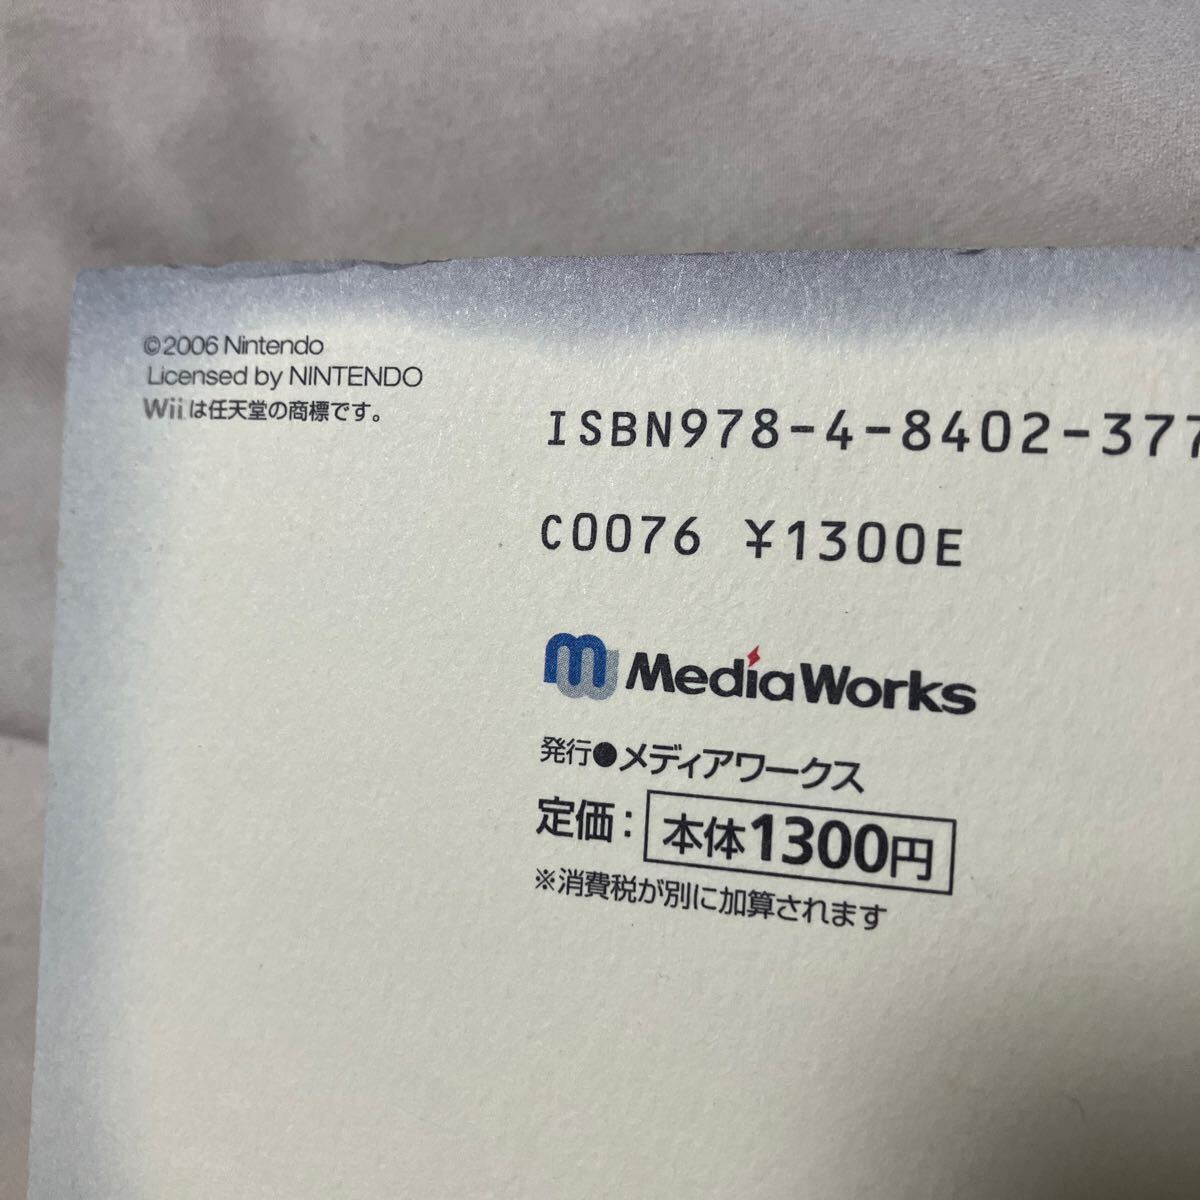 ©2006 Nintendo
Licensed by NINTENDO
Wiiは任天堂の商標です。
ISBN978-4-8402-377
C0076 ¥1300E
m MediaWorks
発行●メディアワークス
定価：本体1300円
※消費税が別に加算されます